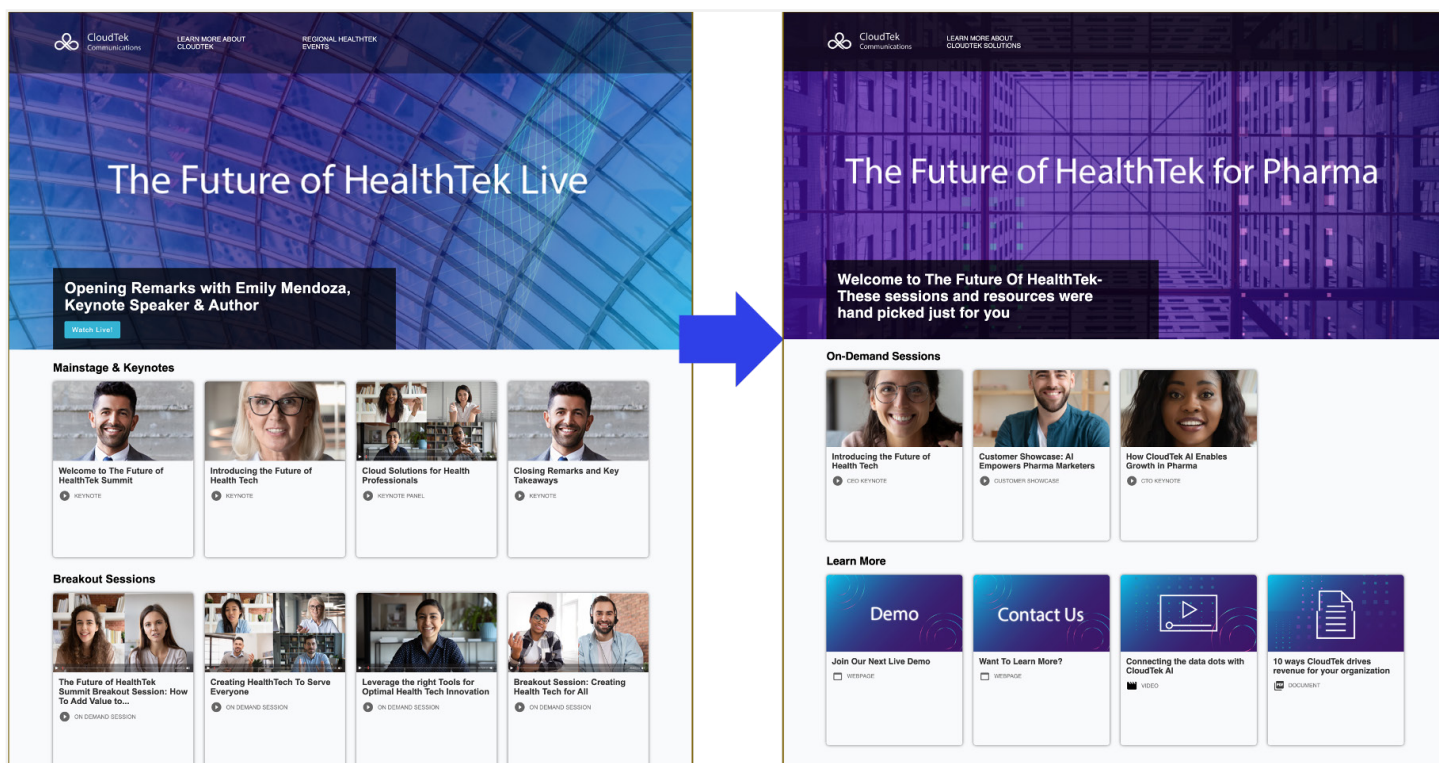 CloudTek
Communications
LEARN MORE ABOUT
CLOUDTEK
REGIONAL HEALTHTEK
EVENTS
The Future of HealthTek Live
Opening Remarks with Emily Mendoza,
Keynote Speaker & Author
Watch Live!
Mainstage & Keynotes
Welcome to The Future of
HealthTek Summit
KEYNOTE
Introducing the Future of
Health Tech
KEYNOTE
Cloud Solutions for Health
Professionals
KEYNOTE PANEL
Closing Remarks and Key
Takeaways
KEYNOTE
Breakout Sessions
The Future of HealthTek
Summit Breakout Session: How
To Add Value to...
ON DEMAND SESSION
Creating HealthTech To Serve
Everyone
ON DEMAND SESSION
Leverage the right Tools for
Optimal Health Tech Innovation
ON DEMAND SESSION
Breakout Session: Creating
Health Tech for All
ON DEMAND SESSION
CloudTek
Communications
LEARN MORE ABOUT
CLOUDTEK SOLUTIONS
The Future of HealthTek for Pharma
Welcome to The Future Of HealthTek-
These sessions and resources were
hand picked just for you
On-Demand Sessions
Introducing the Future of
Health Tech
CEO KEYNOTE
Customer Showcase: AI
Empowers Pharma Marketers
CUSTOMER SHOWCASE
How CloudTek AI Enables
Growth in Pharma
CTO KEYNOTE
Learn More
Demo
Join Our Next Live Demo
WEBPAGE
Contact Us
Want To Learn More?
WEBPAGE
Connecting the data dots with
CloudTek AI
VIDEO
10 ways CloudTek drives
revenue for your organization
DOCUMENT